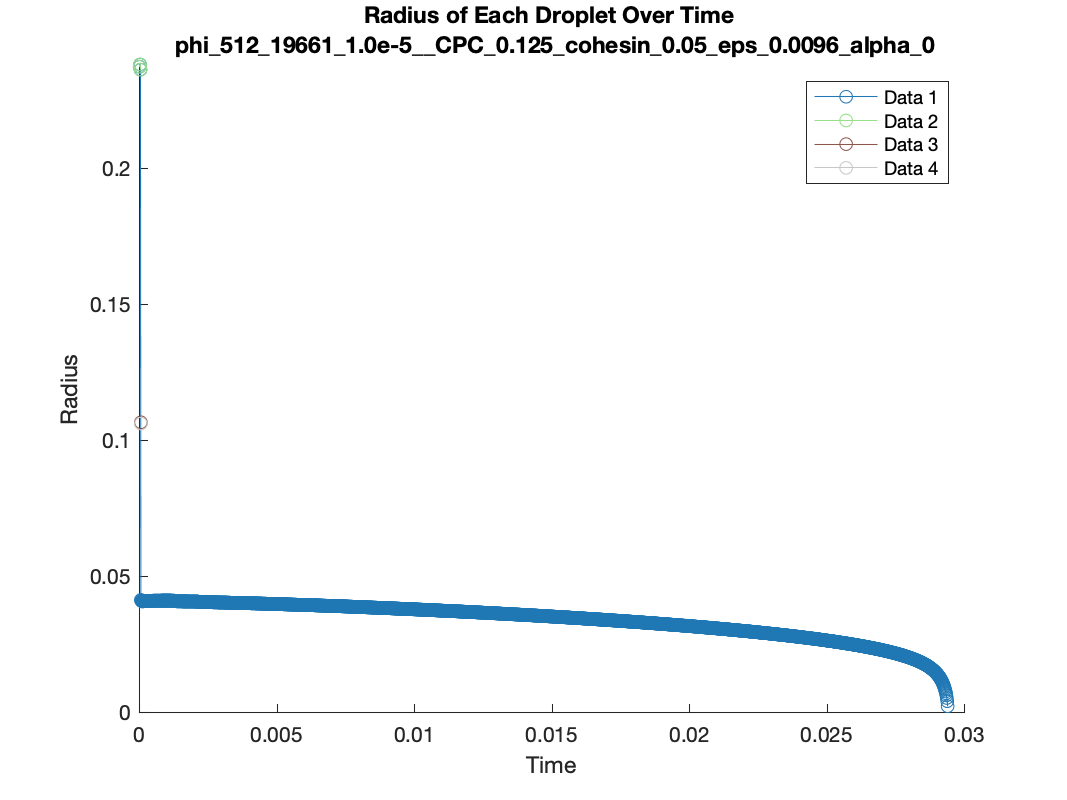 Radius of Each Droplet Over Time
phi_512_19661_1.0e-5__CPC_0.125_cohesin_0.05_eps_0.0096_alpha_0
Data 1
Data 2
Data 3
Data 4
0.2
0.15
0.1
0.05
0
Radius
0
0.005
0.01
0.015
0.02
0.025
0.03
Time